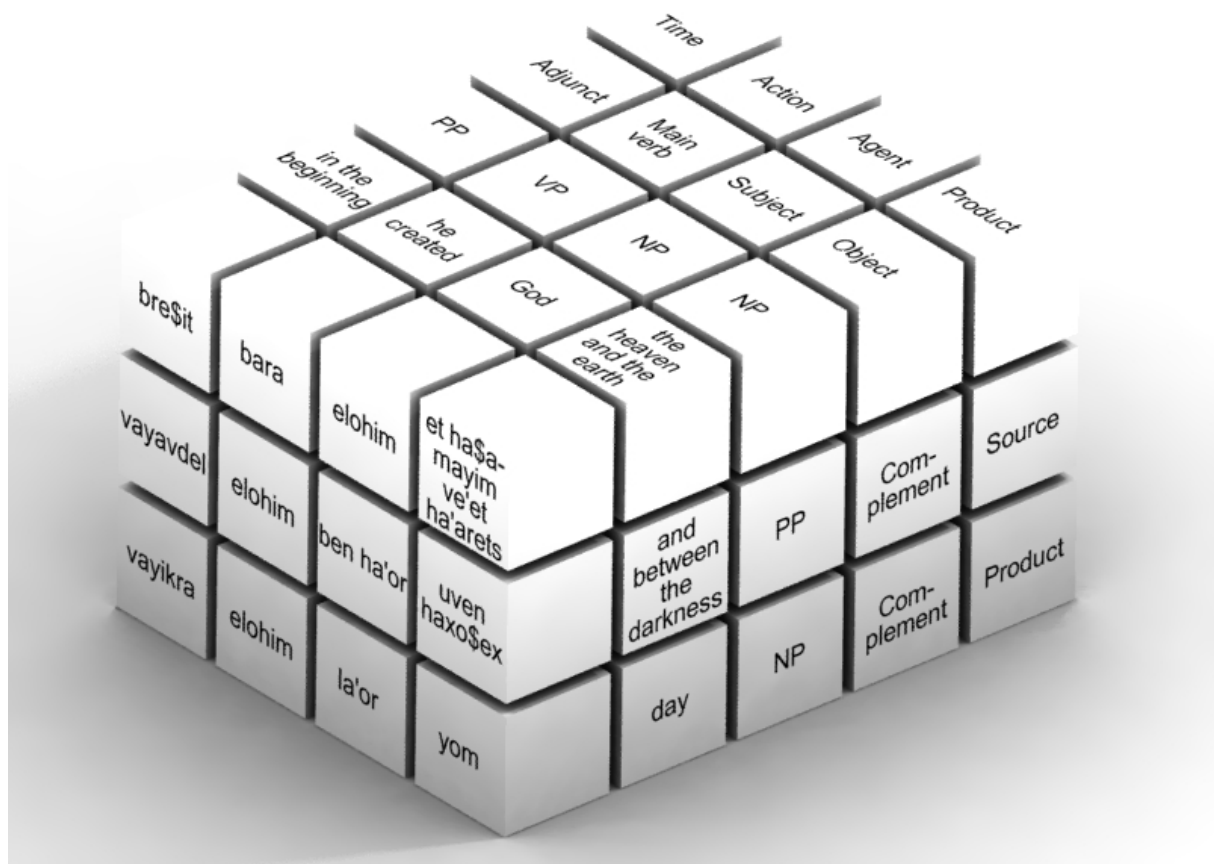 Time
Adjunct
Action
PP
Main
verb
Agent
in the
beginning
VP
Subject
Product
he
created
NP
Object
God
NP
the
heaven
and the
earth
bre$it
bara
elohim
et ha$a-
mayim
ve'et
ha'arets
vayavdel
elohim
ben ha'or
uven
haxo$ex
and
between
the
darkness
PP
Com-
plement
Source
vayikra
elohim
la'or
yom
day
NP
Com-
plement
Product